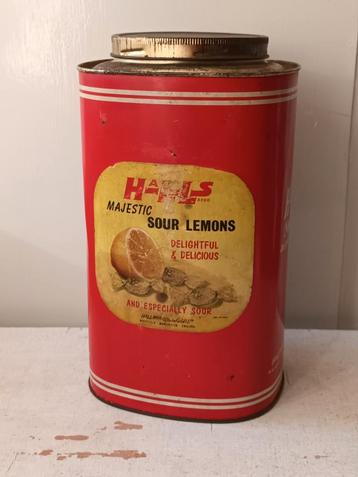 HALLS
MAJESTIC
SOUR LEMONS
DELIGHTFUL
& DELICIOUS
AND ESPECIALLY SOUR